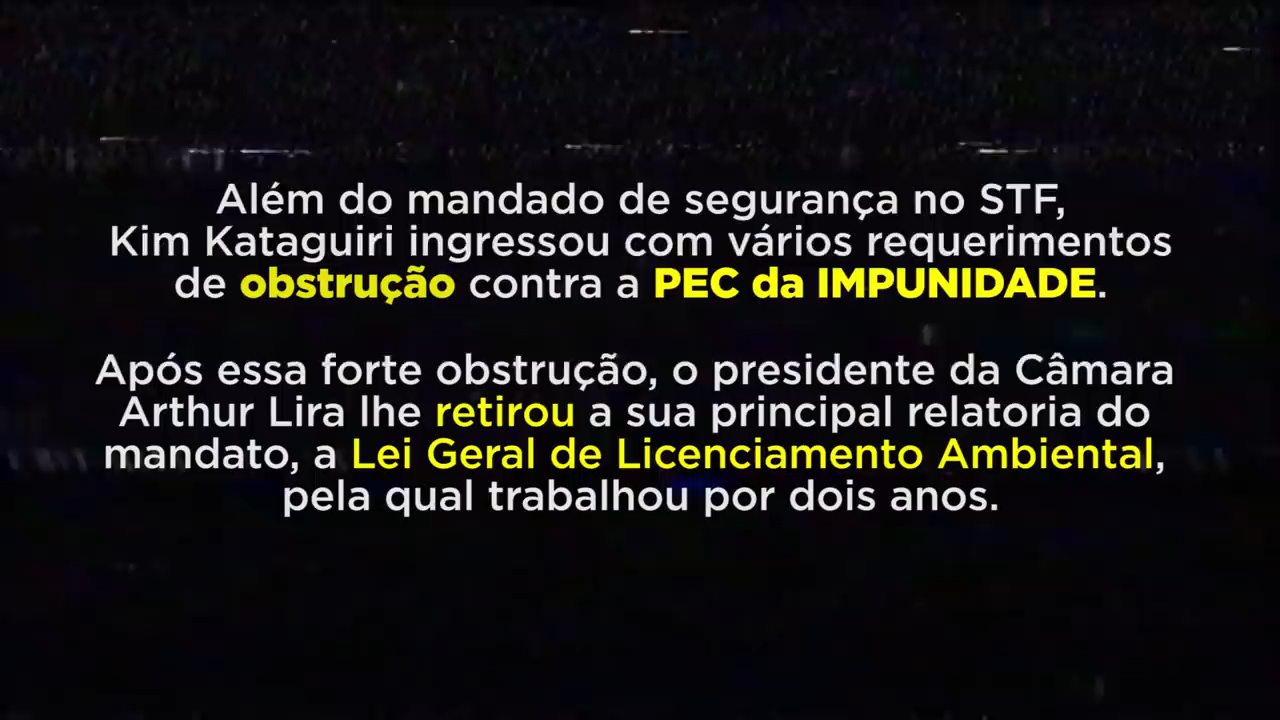 Além do mandado de segurança no STF,
Kim Kataguiri ingressou com vários requerimentos
de obstrução contra a PEC da IMPUNIDADE.
Após essa forte obstrução, o presidente da Câmara
Arthur Lira lhe retirou a sua principal relatoria do
mandato, a Lei Geral de Licenciamento Ambiental,
pela qual trabalhou por dois anos.